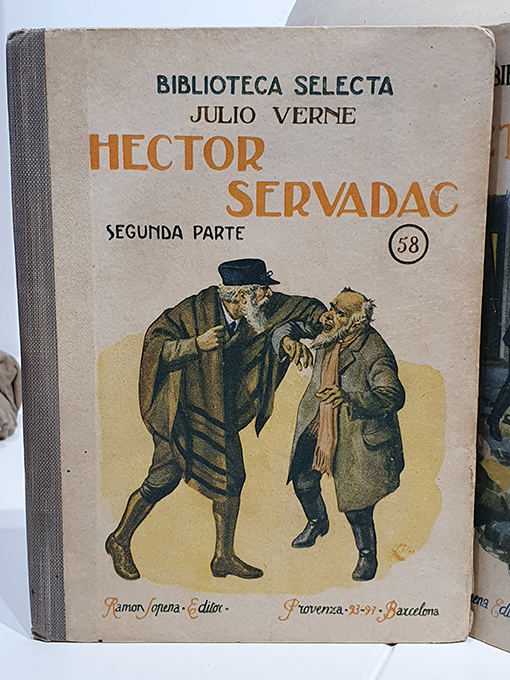 BIBLIOTECA SELECTA
JULIO VERNE
HECTOR
SERVADAC
SEGUNDA PARTE
58
Ramon Sopena · Editor · Provenza · 93-97 · Barcelona